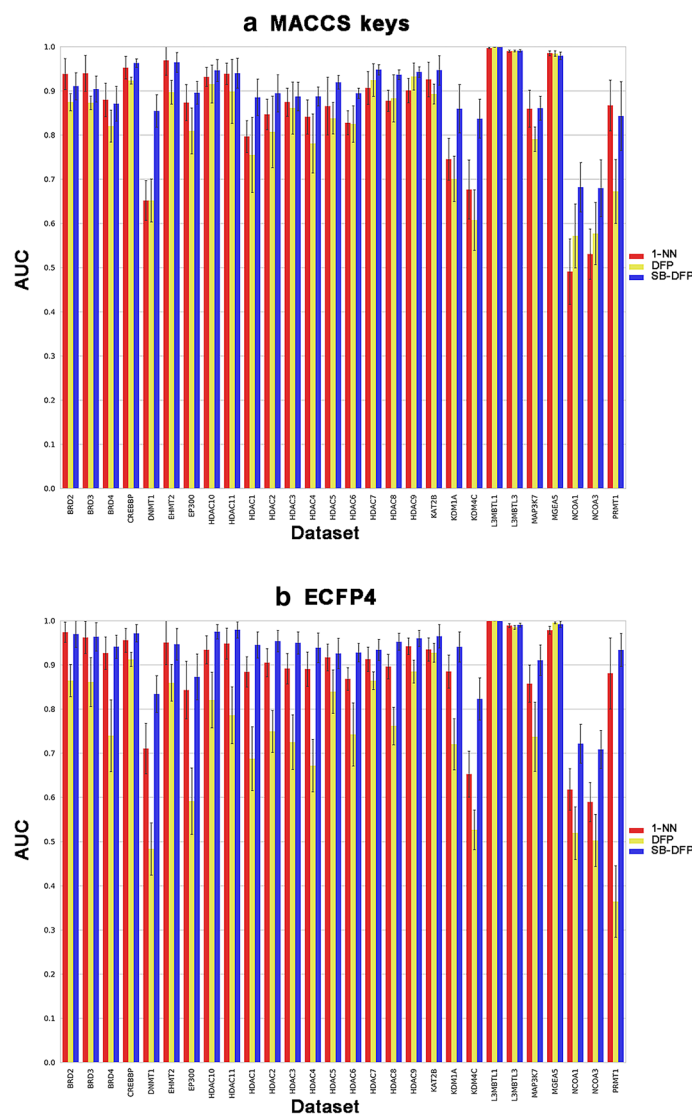 a MACCS keys
1.0
0.9
0.8
0.7
0.6
0.5
0.4
0.3
0.2
0.1
0.0
AUC
BRD2 BRD3 BRD4 CREBBP DNMT1 EHMT2 EP300 HDAC10 HDAC11 HDAC1 HDAC2 HDAC3 HDAC4 HDAC5 HDAC6 HDAC7 HDAC8 HDAC9 KAT2B KDM1A KDM4C L3MBTL1 L3MBTL3 MAP3K7 MGEA5 NCOA1 NCOA3 PRMT1
Dataset
1-NN
DFP
SB-DFP
b ECFP4
1.0
0.9
0.8
0.7
0.6
0.5
0.4
0.3
0.2
0.1
0.0
AUC
BRD2 BRD3 BRD4 CREBBP DNMT1 EHMT2 EP300 HDAC10 HDAC11 HDAC1 HDAC2 HDAC3 HDAC4 HDAC5 HDAC6 HDAC7 HDAC8 HDAC9 KAT2B KDM1A KDM4C L3MBTL1 L3MBTL3 MAP3K7 MGEA5 NCOA1 NCOA3 PRMT1
Dataset
1-NN
DFP
SB-DFP